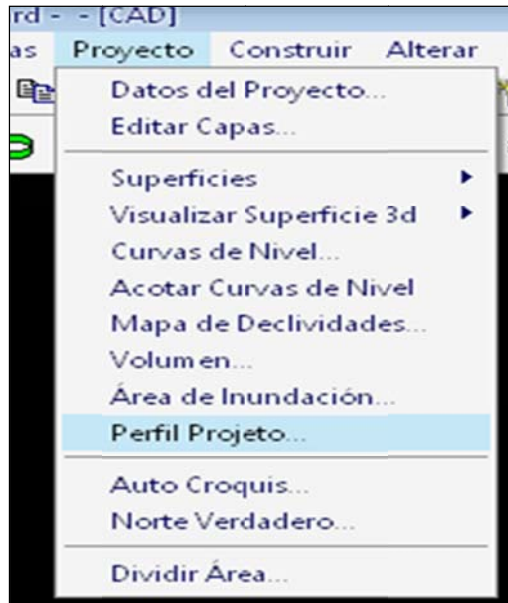 rd - - [CAD]
as Proyecto Construir Alterar
Datos del Proyecto...
Editar Capas...
Superficies
Visualizar Superficie 3d
Curvas de Nivel...
Acotar Curvas de Nivel
Mapa de Declividades...
Volumen...
Área de Inundación...
Perfil Projeto...
Auto Croquis...
Norte Verdadero...
Dividir Área...